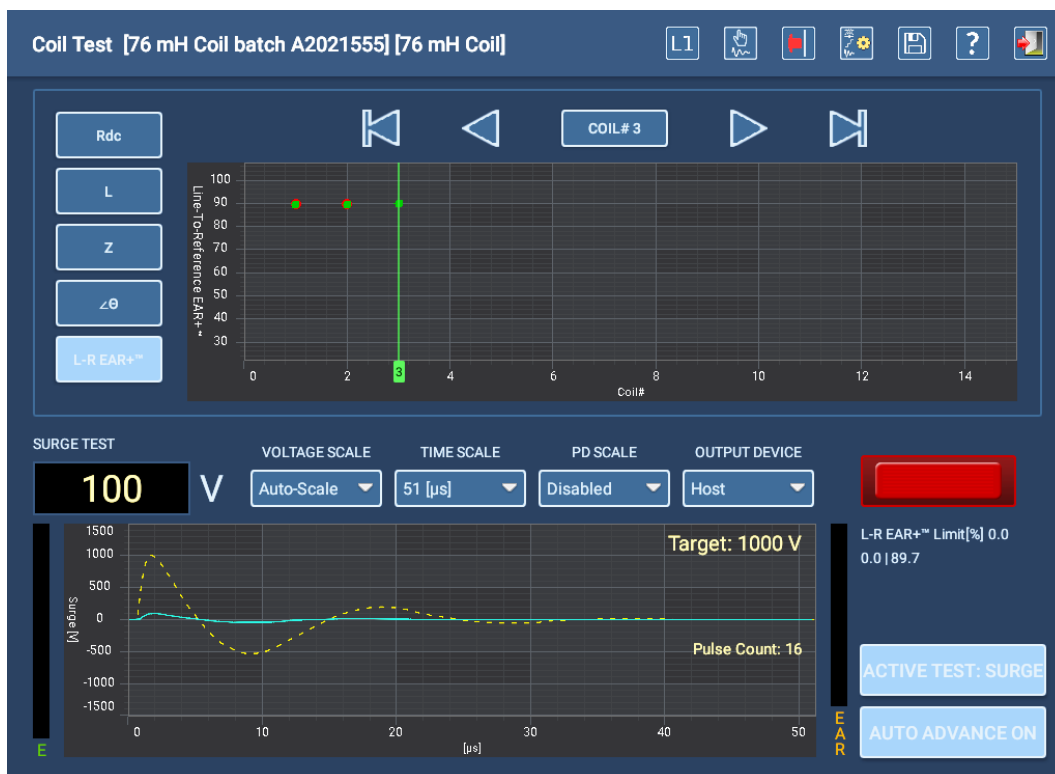 Coil Test [76 mH Coil batch A2021555] [76 mH Coil]
L1
?
Rdc
L
Z
∠Θ
L-R EAR+™
COIL# 3
Line-To-Reference EAR+™
100
90
80
70
60
50
40
30
0
2
3
4
6
8
10
12
14
Coil#
SURGE TEST
100 V
VOLTAGE SCALE
Auto-Scale
TIME SCALE
51 [µs]
PD SCALE
Disabled
OUTPUT DEVICE
Host
L-R EAR+™ Limit[%] 0.0
0.0 | 89.7
E
Surge [V]
1500
1000
500
0
-500
-1000
-1500
Target: 1000 V
Pulse Count: 16
0
10
20
30
40
50
[µs]
EAR
ACTIVE TEST: SURGE
AUTO ADVANCE ON